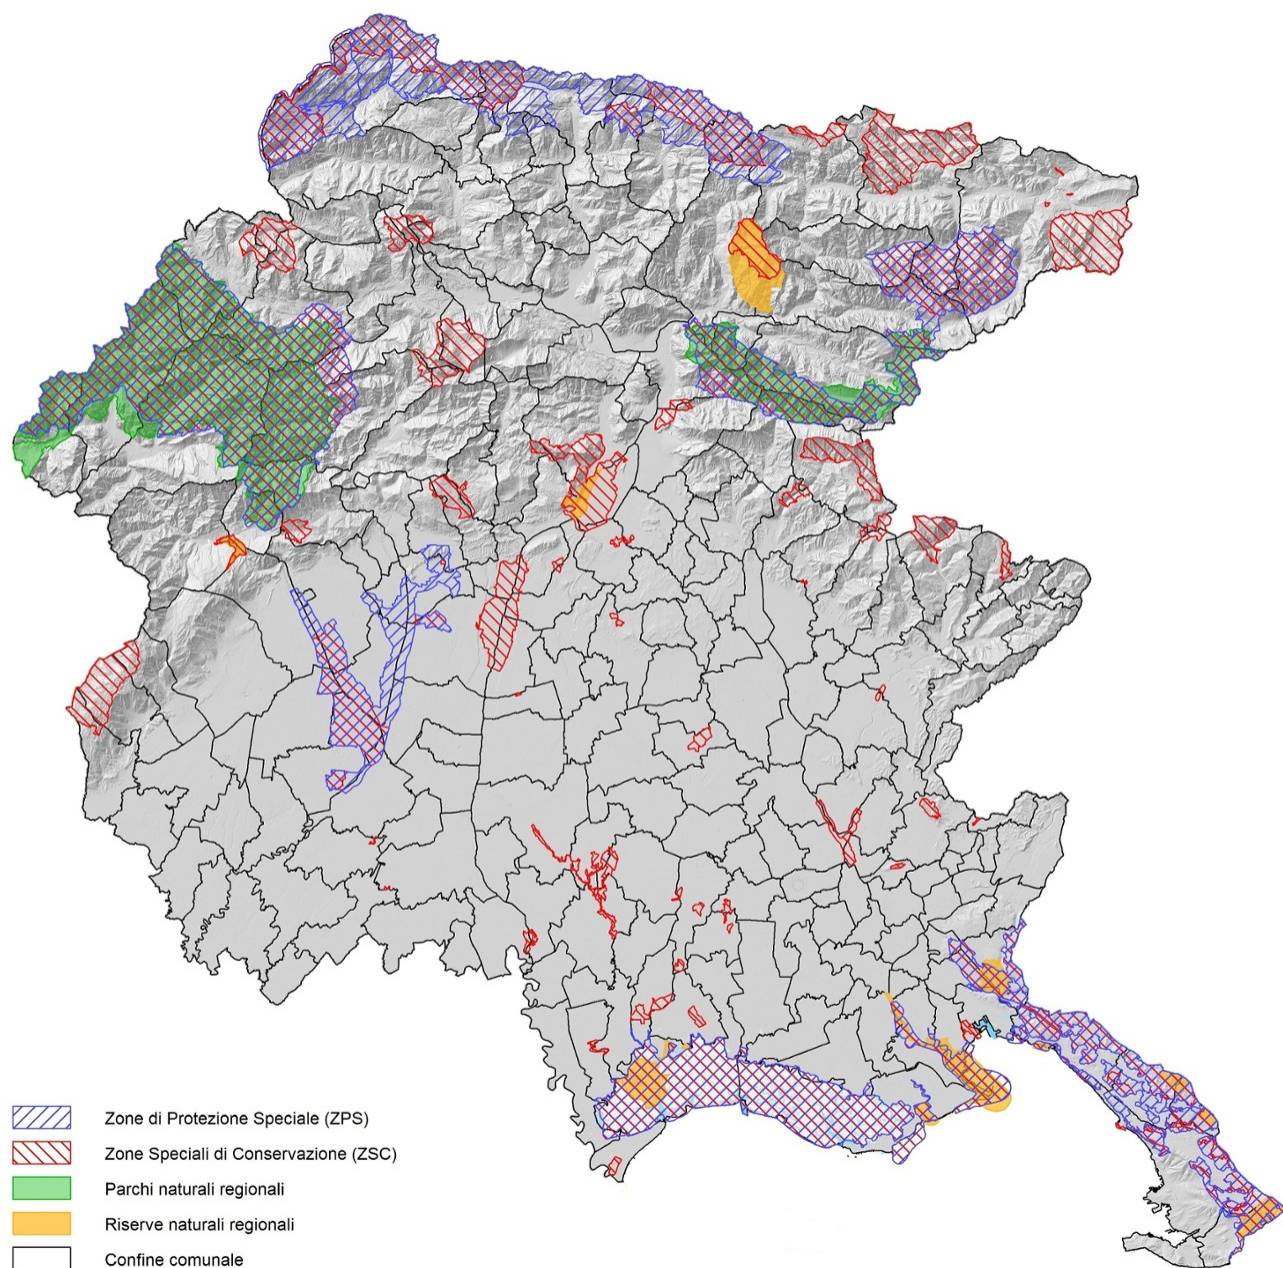 Zone di Protezione Speciale (ZPS)
Zone Speciali di Conservazione (ZSC)
Parchi naturali regionali
Riserve naturali regionali
Confine comunale